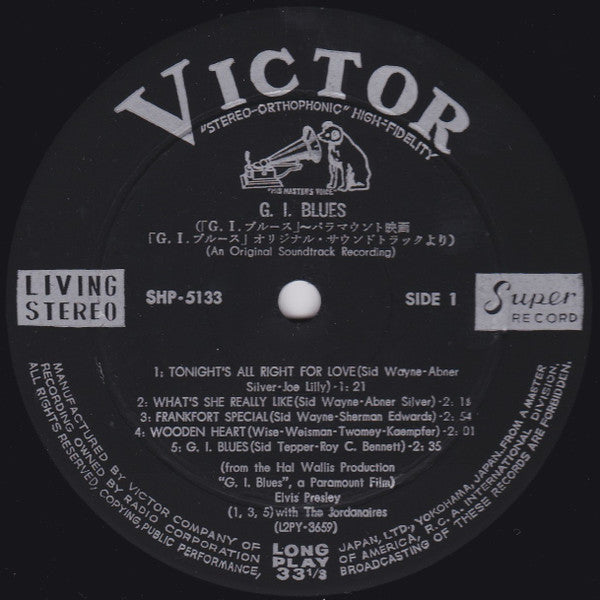 VICTOR
"STEREO-ORTHOPHONIC" HIGH-FIDELITY
"HIS MASTER'S VOICE"
G. I. BLUES
(「G. I. ブルース」~パラマウント映画
「G. I. ブルース」オリジナル・サウンドトラックより)
(An Original Soundtrack Recording)
LIVING
STEREO
SHP-5133
SIDE 1
Super
RECORD
1: TONIGHT'S ALL RIGHT FOR LOVE(Sid Wayne-Abner
Silver-Joe Lilly)-1: 21
2: WHAT'S SHE REALLY LIKE(Sid Wayne-Abner Silver)-2: 18
3: FRANKFORT SPECIAL(Sid Wayne-Sherman Edwards)-2: 54
4: WOODEN HEART(Wise-Weisman-Twomey-Kaempfer)-2: 01
5: G. I. BLUES(Sid Tepper-Roy C. Bennett)-2: 35
(from the Hal Wallis Production
"G. I. Blues", a Paramount Film)
Elvis Presley
(1, 3, 5) with The Jordanaires
(L2PY-3659)
LONG
PLAY
33 1/3
MANUFACTURED BY VICTOR COMPANY OF JAPAN, LTD., YOKOHAMA, JAPAN. FROM A MASTER
RECORDING OWNED BY RADIO CORPORATION OF AMERICA, R. C. A. INTERNATIONAL DIVISION.
ALL RIGHTS RESERVED, COPYING, PUBLIC PERFORMANCE, BROADCASTING OF THESE RECORDS ARE FORBIDDEN.